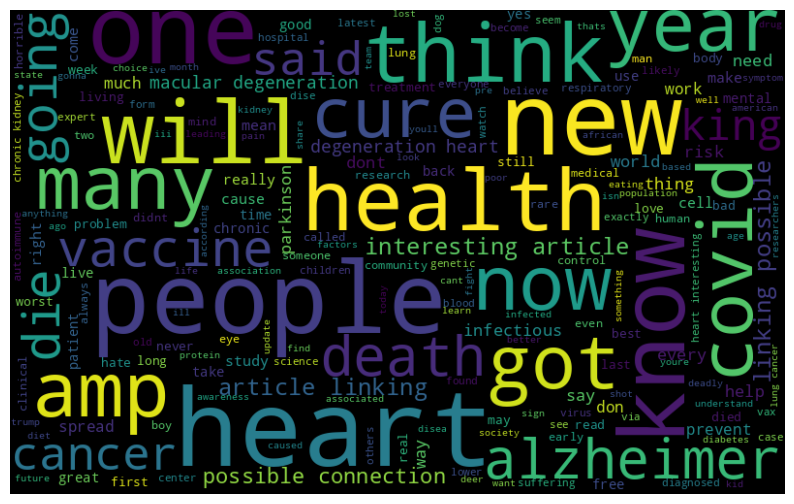 one
think
year
said
will
cure
new
king
many
health
covid
going
macular degeneration
degeneration heart
vaccine
interesting article
people
now
know
die
death
got
linking possible
amp
article linking
heart
cancer
possible connection
alzheimer
parkinson
infectious
horrible
good
latest
yes
seem
lost
dog
become
thats
drug
hospital
ive
month
team
lung
man
body
need
state
gonna
choice
come
week
much
treatment
everyone
use
likely
symptom
living
dise
pre
believe
respiratory
make
work
mental
well
american
chronic kidney
expert
form
kidney
mind
share
youll
watch
african
two
iii
leading
pain
mean
dont
look
back
still
medical
eating
world
risk
based
isn
population
really
research
poor
rare
exactly
thing
anything
didnt
cause
time
cell
bad
ago
problem
called
love
human
researchers
autoimmune
right
according
chronic
someone
factors
age
live
life
association
children
community
genetic
control
heart interesting
worst
always
ill
cant
fight
blood
infected
something
patient
old
today
learn
even
eye
update
never
better
best
youre
hate
long
protein
find
found
last
every
deadly
study
science
take
clinical
awareness
associated
say
don
help
understand
lung cancer
spread
died
vax
trump
boy
disea
sign
shot
may
virus
via
diet
others
real
way
society
see
read
prevent
diabetes
case
caused
early
future
great
first
center
lower
deer
want
suffering
free
diagnosed
kid